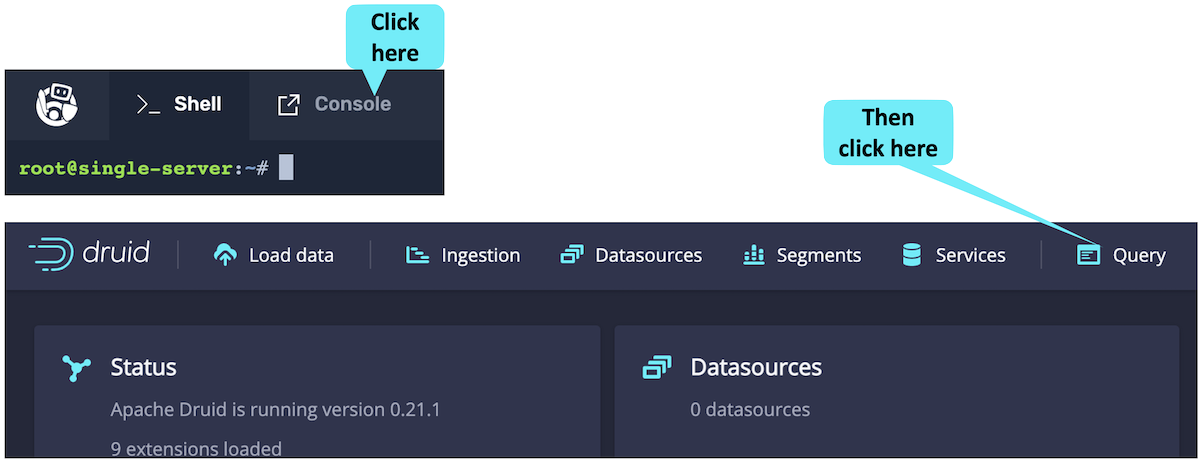 Click
here
>_ Shell Console
root@single-server:~#
Then
click here
druid Load data Ingestion Datasources Segments Services Query
Status
Apache Druid is running version 0.21.1
9 extensions loaded
Datasources
0 datasources